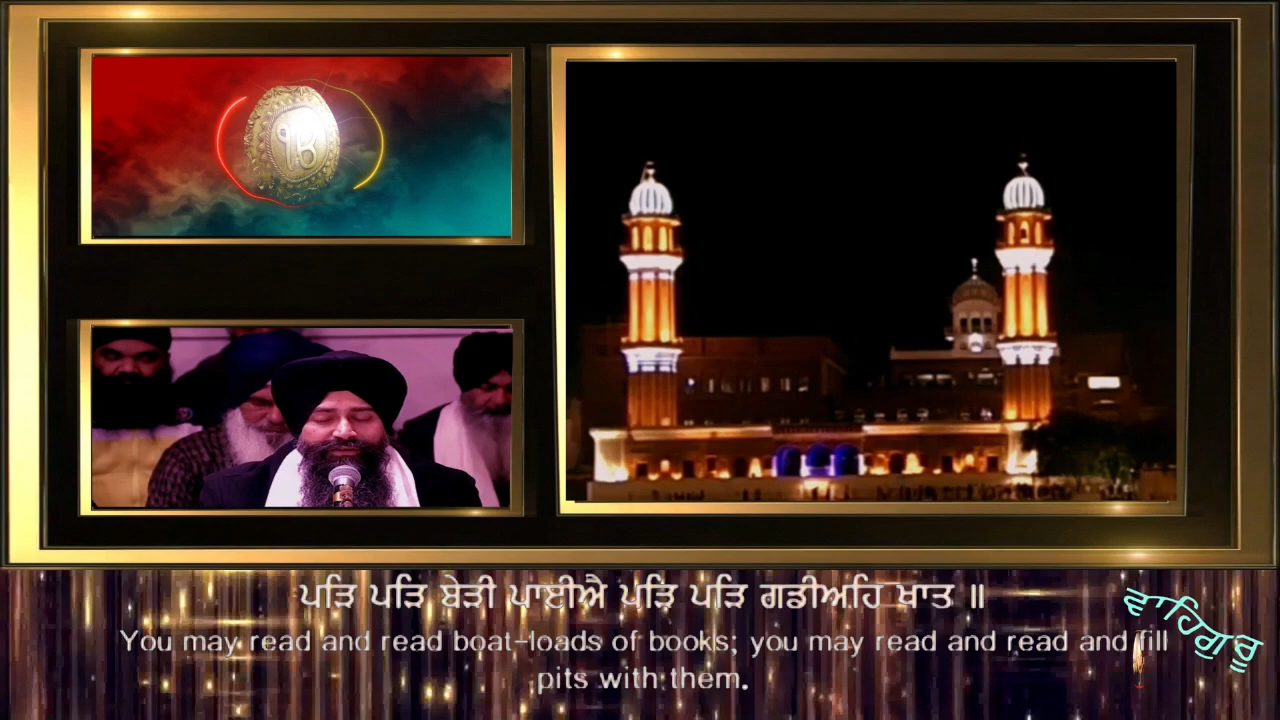 ੴ
ਪੜਿ ਪੜਿ ਬੇੜੀ ਪਾਈਐ ਪੜਿ ਪੜਿ ਗਡੀਅਹਿ ਖਾਤ ॥
You may read and read boat-loads of books; you may read and read and fill
pits with them.
ਵਾਹਿਗੁਰੂ